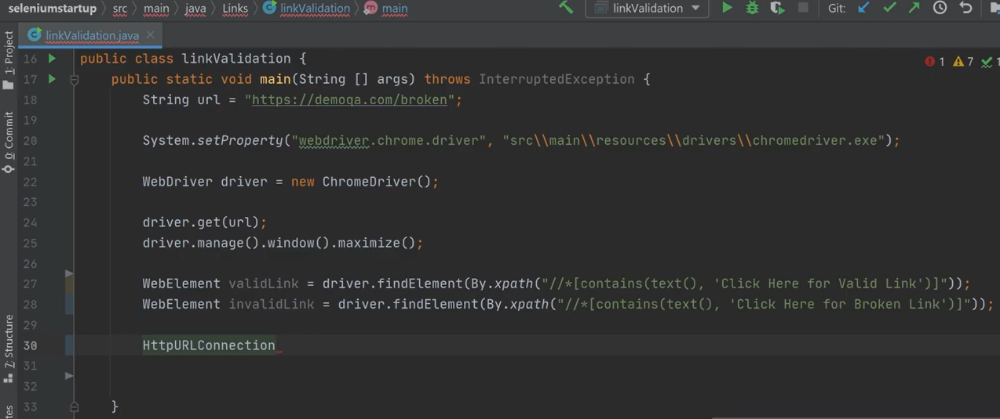 seleniumstartup src main java Links linkValidation main linkValidation Git:
linkValidation.java
1: Project
0: Commit
7: Structure
16 public class linkValidation { 1 7 1
17 public static void main(String [] args) throws InterruptedException {
18 String url = "https://demoqa.com/broken";
19
20 System.setProperty("webdriver.chrome.driver", "src\\main\\resources\\drivers\\chromedriver.exe");
21
22 WebDriver driver = new ChromeDriver();
23
24 driver.get(url);
25 driver.manage().window().maximize();
26
27 WebElement validLink = driver.findElement(By.xpath("//*[contains(text(), 'Click Here for Valid Link')]"));
28 WebElement invalidLink = driver.findElement(By.xpath("//*[contains(text(), 'Click Here for Broken Link')]"));
29
30 HttpURLConnection
31
32
33 }